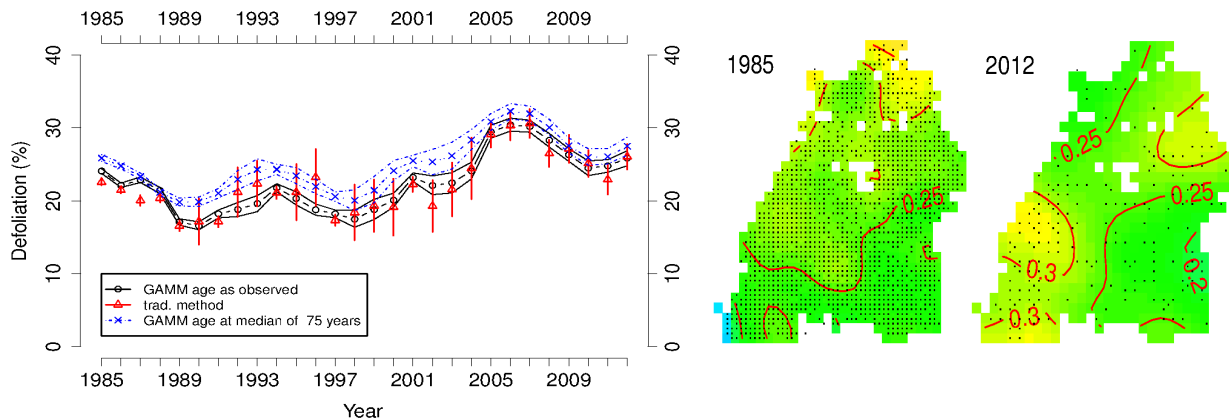 1985 1989 1993 1997 2001 2005 2009
Defoliation (%)
40
30
20
10
0
40
30
20
10
0
GAMM age as observed
trad. method
GAMM age at median of 75 years
1985 1989 1993 1997 2001 2005 2009
Year
1985
0.25
2012
0.25
0.25
0.2
0.3
0.3